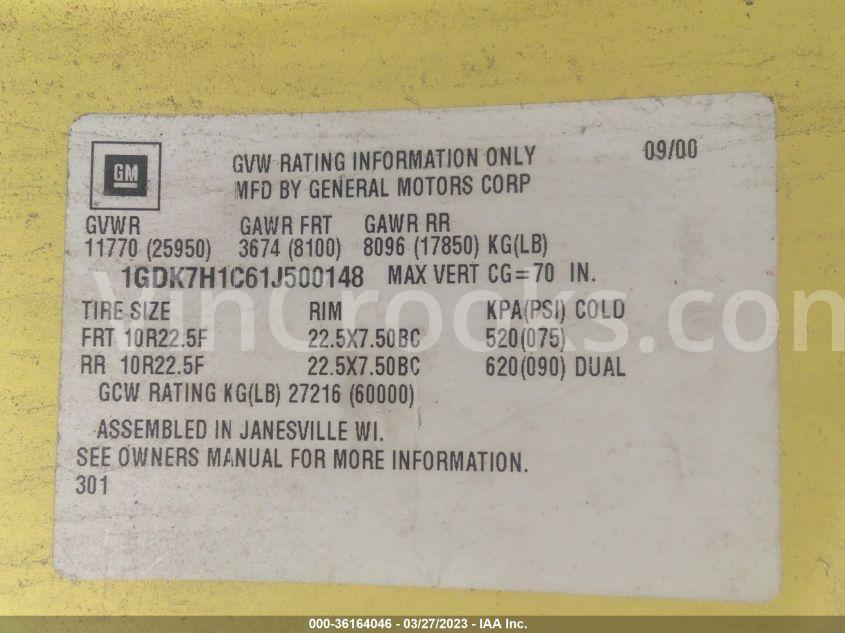 GM
GVW RATING INFORMATION ONLY 09/00
MFD BY GENERAL MOTORS CORP
GVWR GAWR FRT GAWR RR
11770 (25950) 3674 (8100) 8096 (17850) KG(LB)
1GDK7H1C61J500148 MAX VERT CG=70 IN.
TIRE SIZE RIM KPA(PSI) COLD
FRT 10R22.5F 22.5X7.50BC 520(075)
RR 10R22.5F 22.5X7.50BC 620(090) DUAL
GCW RATING KG(LB) 27216 (60000)
ASSEMBLED IN JANESVILLE WI.
SEE OWNERS MANUAL FOR MORE INFORMATION.
301
VinCrooks.com
000-36164046 - 03/27/2023 - IAA Inc.